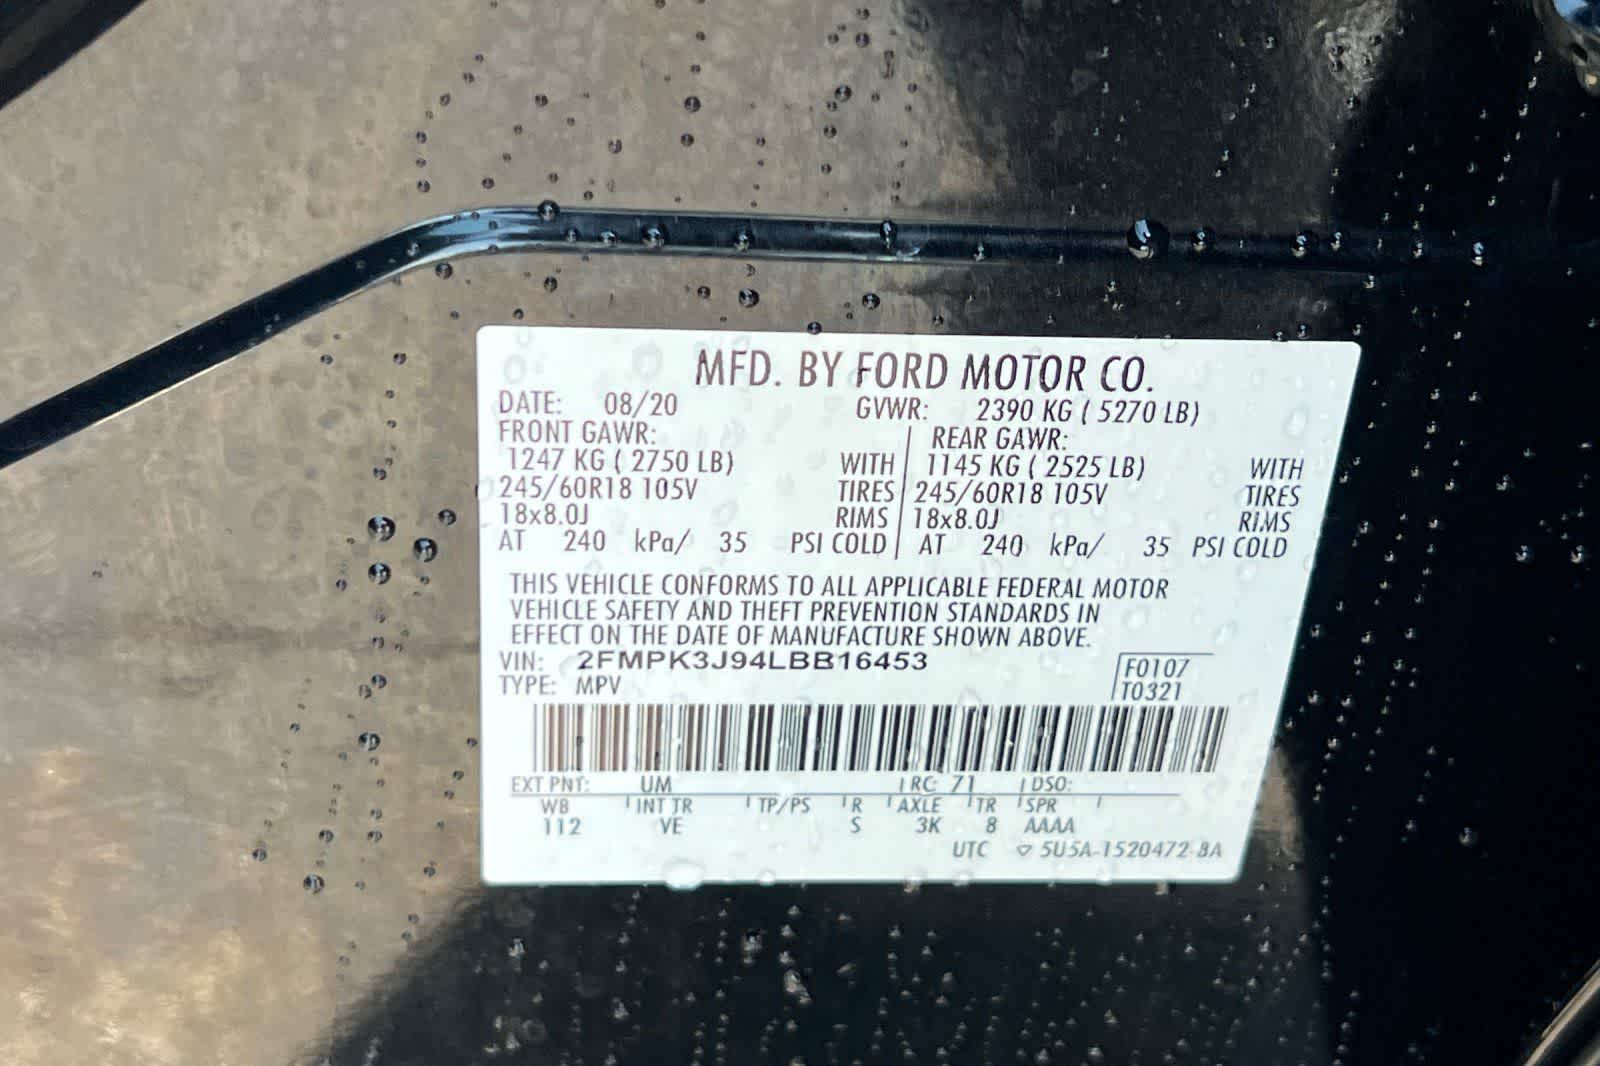 MFD. BY FORD MOTOR CO.
DATE: 08/20 GVWR: 2390 KG ( 5270 LB)
FRONT GAWR: REAR GAWR:
1247 KG ( 2750 LB) WITH 1145 KG ( 2525 LB) WITH
245/60R18 105V TIRES 245/60R18 105V TIRES
18x8.0J RIMS 18x8.0J RIMS
AT 240 kPa/ 35 PSI COLD AT 240 kPa/ 35 PSI COLD
THIS VEHICLE CONFORMS TO ALL APPLICABLE FEDERAL MOTOR
VEHICLE SAFETY AND THEFT PREVENTION STANDARDS IN
EFFECT ON THE DATE OF MANUFACTURE SHOWN ABOVE.
VIN: 2FMPK3J94LBB16453
TYPE: MPV
F0107
T0321
EXT PNT: UM RC: 71 DSO:
WB INT TR TP/PS R AXLE TR SPR
112 VE S 3K 8 AAAA
UTC ▽ 5U5A-1520472-BA